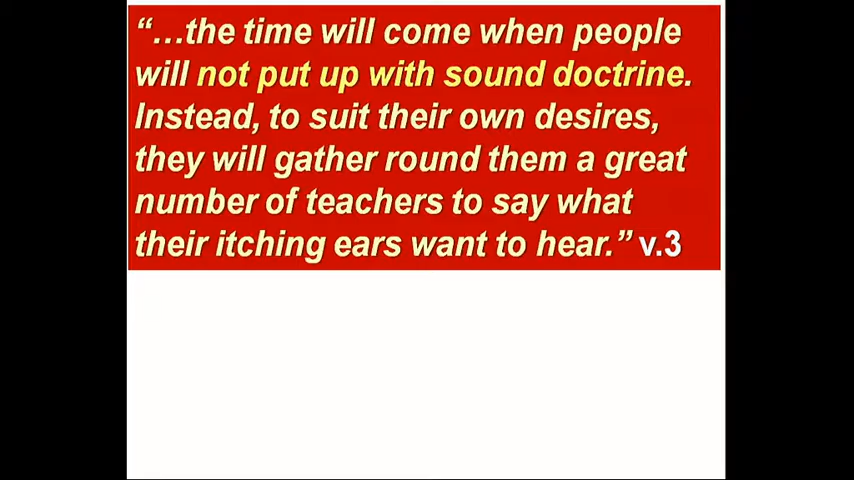 “…the time will come when people
will not put up with sound doctrine.
Instead, to suit their own desires,
they will gather round them a great
number of teachers to say what
their itching ears want to hear.” v.3